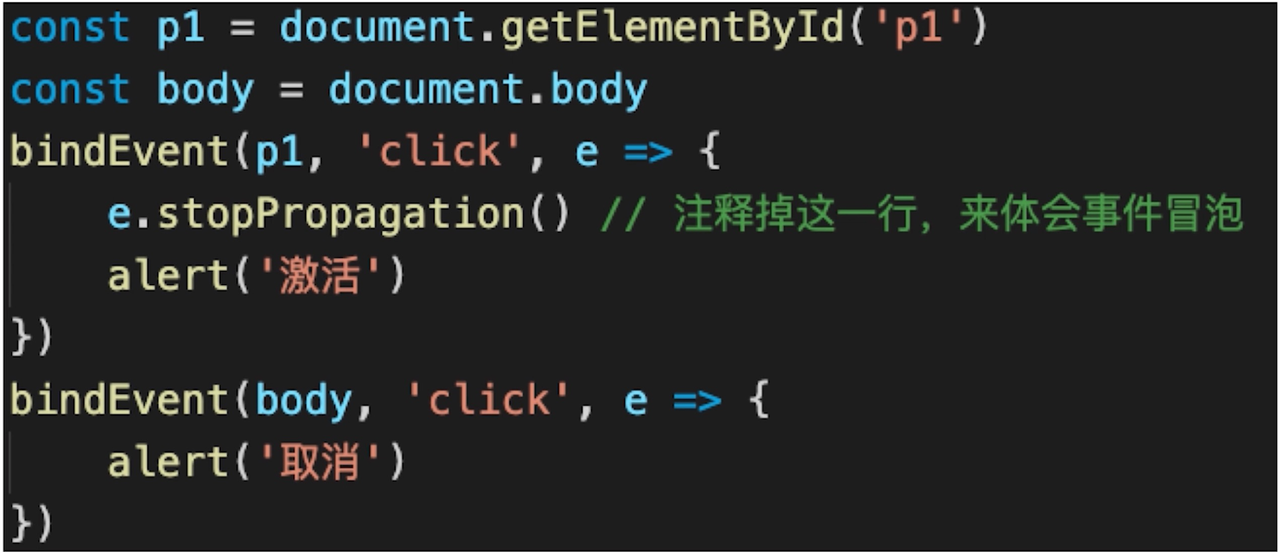 const p1 = document.getElementById('p1')
const body = document.body
bindEvent(p1, 'click', e => {
    e.stopPropagation() // 注释掉这一行，来体会事件冒泡
    alert('激活')
})
bindEvent(body, 'click', e => {
    alert('取消')
})